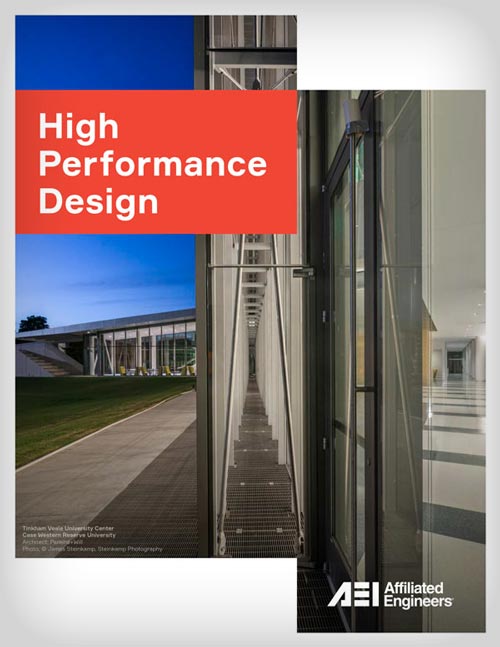 High
Performance
Design
Tinkham Veale University Center
Case Western Reserve University
Architect: Perkins+Will
Photo, © James Steinkamp, Steinkamp Photography
AEI Affiliated
Engineers